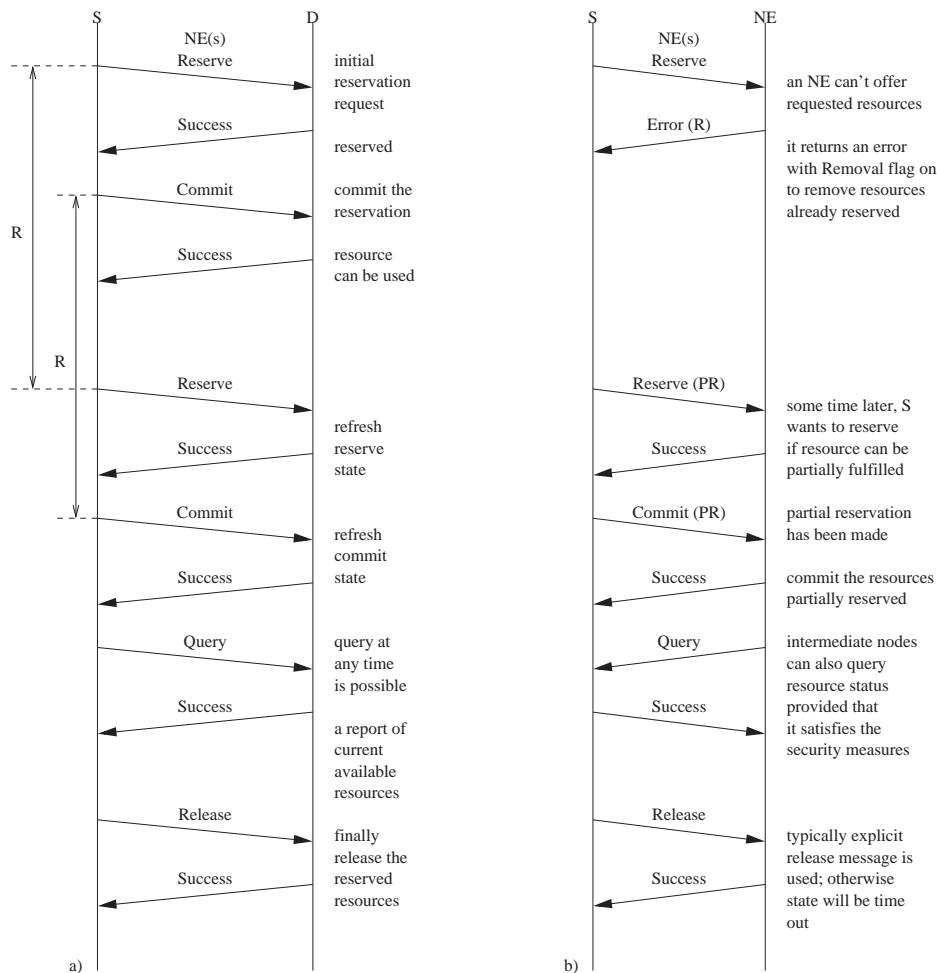 S
D
NE(s)
Reserve
initial
reservation
request
Success
reserved
Commit
commit the
reservation
R
Success
resource
can be used
R
Reserve
refresh
reserve
state
Success
Commit
refresh
commit
state
Success
Query
query at
any time
is possible
Success
a report of
current
available
resources
Release
finally
release the
reserved
resources
Success
a)
S
NE
NE(s)
Reserve
an NE can't offer
requested resources
Error (R)
it returns an error
with Removal flag on
to remove resources
already reserved
Reserve (PR)
some time later, S
wants to reserve
if resource can be
partially fulfilled
Success
Commit (PR)
partial reservation
has been made
Success
commit the resources
partially reserved
Query
intermediate nodes
can also query
resource status
provided that
it satisfies the
security measures
Success
Release
typically explicit
release message is
used; otherwise
state will be time
out
Success
b)